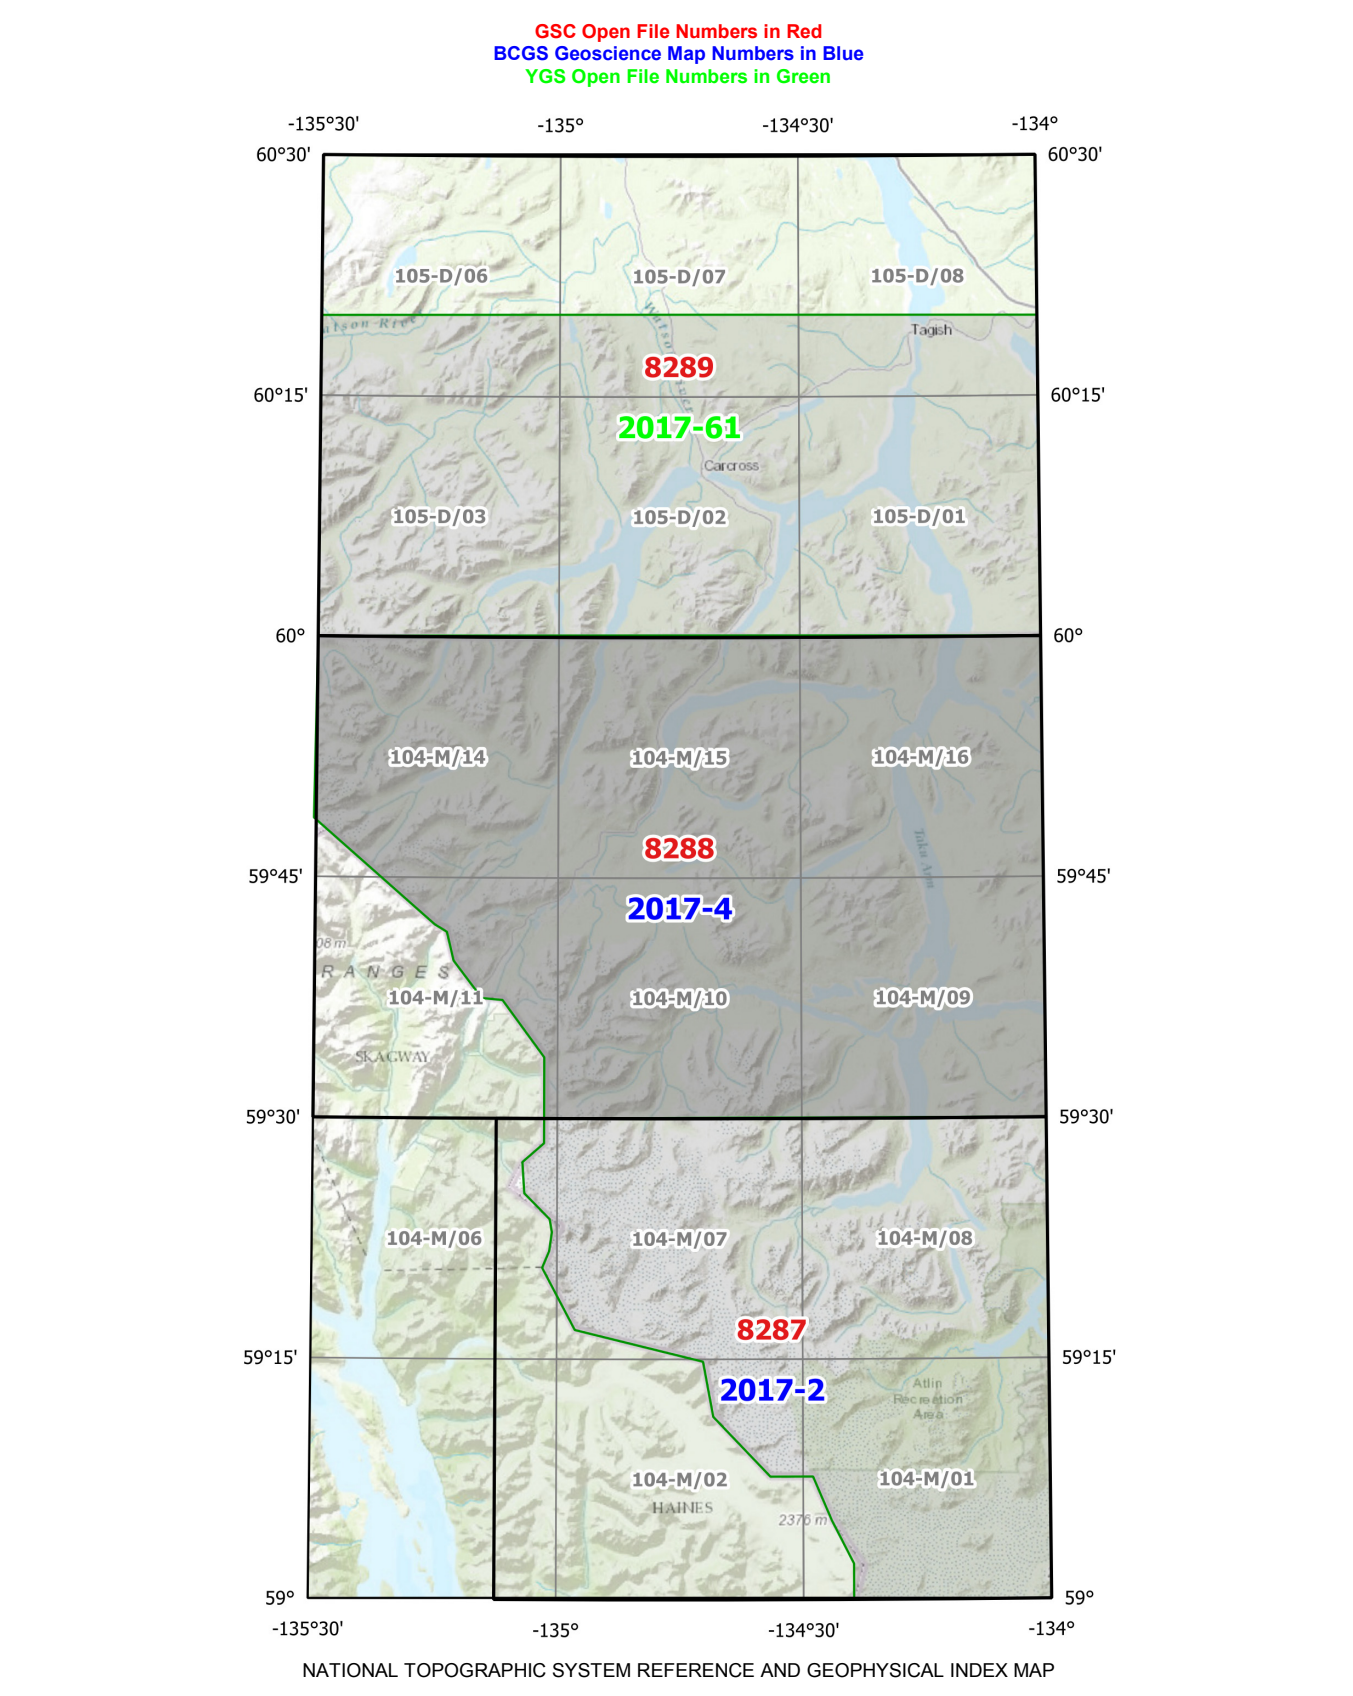 GSC Open File Numbers in Red
BCGS Geoscience Map Numbers in Blue
YGS Open File Numbers in Green
-135°30' -135° -134°30' -134°
60°30' 60°30'
105-D/06 105-D/07 105-D/08
Watson River
Tagish
8289
60°15' 60°15'
2017-61
Carcross
105-D/03 105-D/02 105-D/01
60° 60°
104-M/14 104-M/15 104-M/16
8288
Taku Arm
59°45' 59°45'
2017-4
08 m
RANGES
104-M/11 104-M/10 104-M/09
SKAGWAY
59°30' 59°30'
104-M/06 104-M/07 104-M/08
8287
59°15' 59°15'
2017-2
Atlin
Recreation
Area
104-M/02 104-M/01
HAINES
2376 m
59° 59°
-135°30' -135° -134°30' -134°
NATIONAL TOPOGRAPHIC SYSTEM REFERENCE AND GEOPHYSICAL INDEX MAP